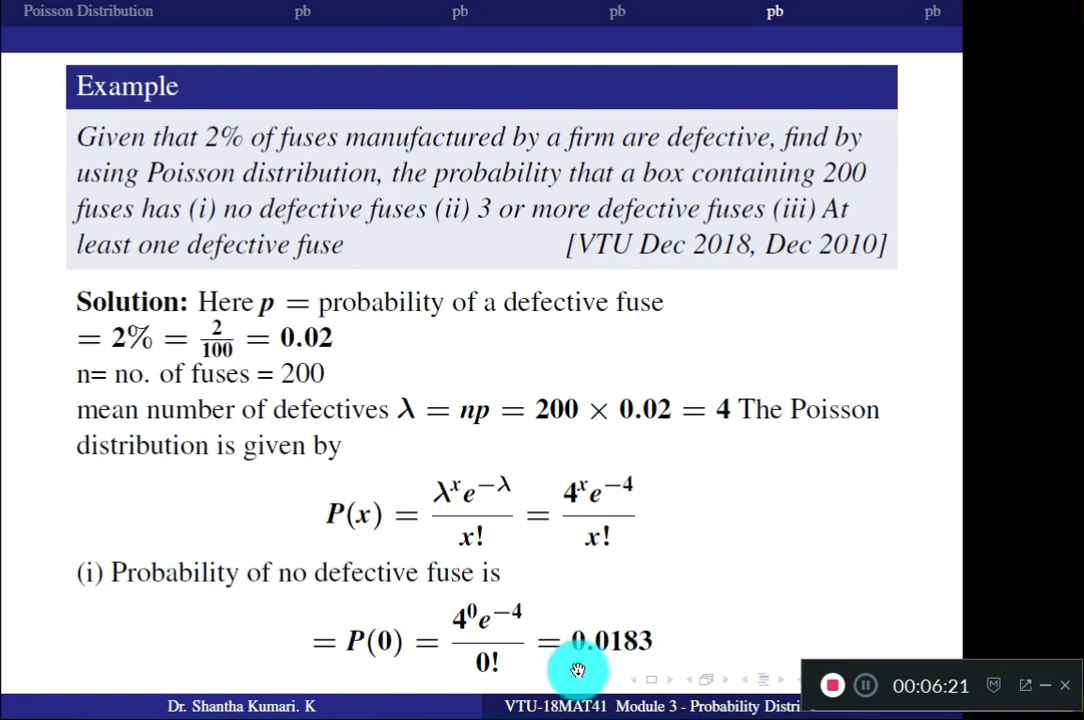 Poisson Distribution pb pb pb pb pb
Example
Given that 2% of fuses manufactured by a firm are defective, find by
using Poisson distribution, the probability that a box containing 200
fuses has (i) no defective fuses (ii) 3 or more defective fuses (iii) At
least one defective fuse [VTU Dec 2018, Dec 2010]
Solution: Here p = probability of a defective fuse
= 2% = 2/100 = 0.02
n= no. of fuses = 200
mean number of defectives λ = np = 200 × 0.02 = 4 The Poisson
distribution is given by
P(x) = λ^x e^−λ / x! = 4^x e^−4 / x!
(i) Probability of no defective fuse is
= P(0) = 4^0 e^−4 / 0! = 0.0183
00:06:21
Dr. Shantha Kumari. K VTU-18MAT41 Module 3 - Probability Distri